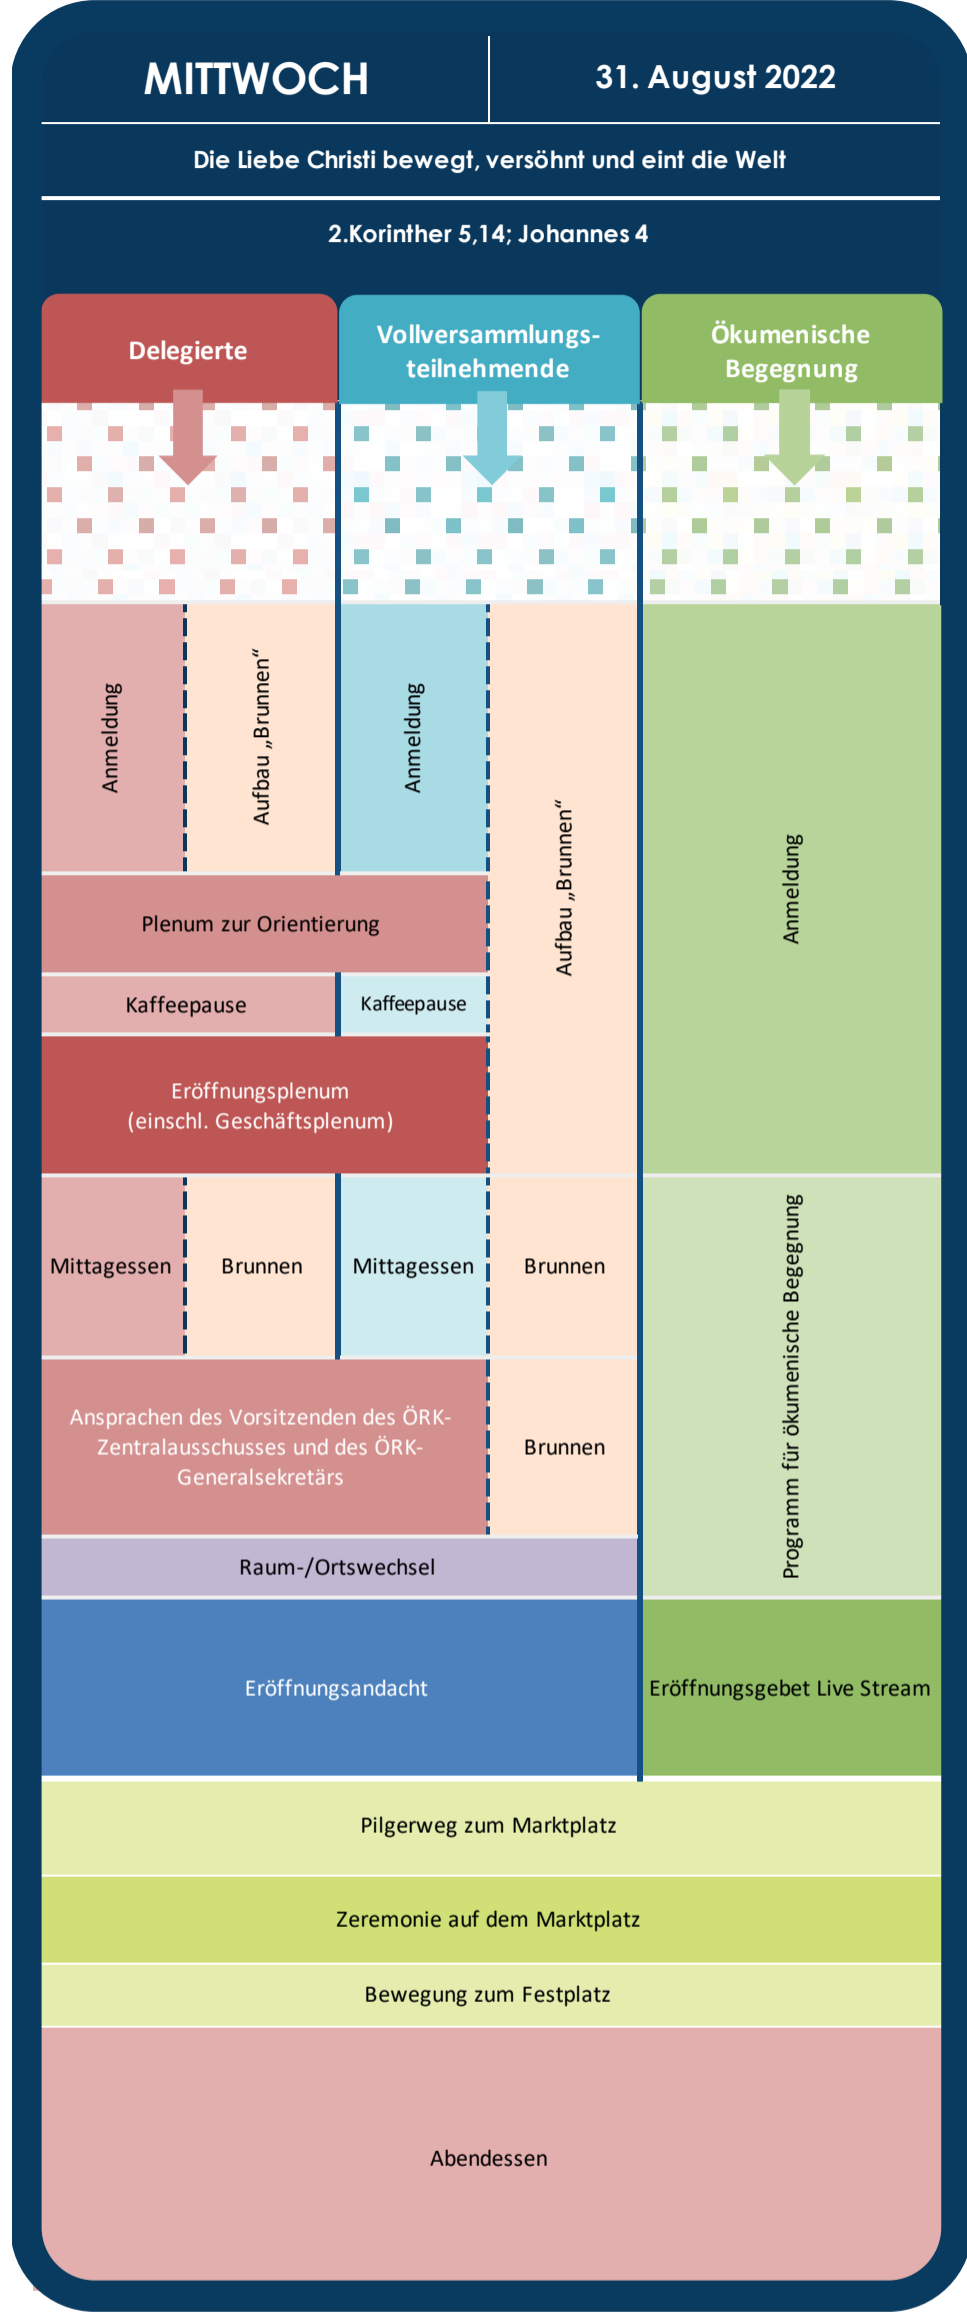 MITTWOCH
31. August 2022
Die Liebe Christi bewegt, versöhnt und eint die Welt
2.Korinther 5,14; Johannes 4
Delegierte
Vollversammlungs-
teilnehmende
Ökumenische
Begegnung
Anmeldung
Aufbau „Brunnen“
Anmeldung
Aufbau „Brunnen“
Anmeldung
Plenum zur Orientierung
Kaffeepause
Kaffeepause
Eröffnungsplenum
(einschl. Geschäftsplenum)
Mittagessen
Brunnen
Mittagessen
Brunnen
Programm für ökumenische Begegnung
Ansprachen des Vorsitzenden des ÖRK-
Zentralausschusses und des ÖRK-
Generalsekretärs
Brunnen
Raum-/Ortswechsel
Eröffnungsandacht
Eröffnungsgebet Live Stream
Pilgerweg zum Marktplatz
Zeremonie auf dem Marktplatz
Bewegung zum Festplatz
Abendessen